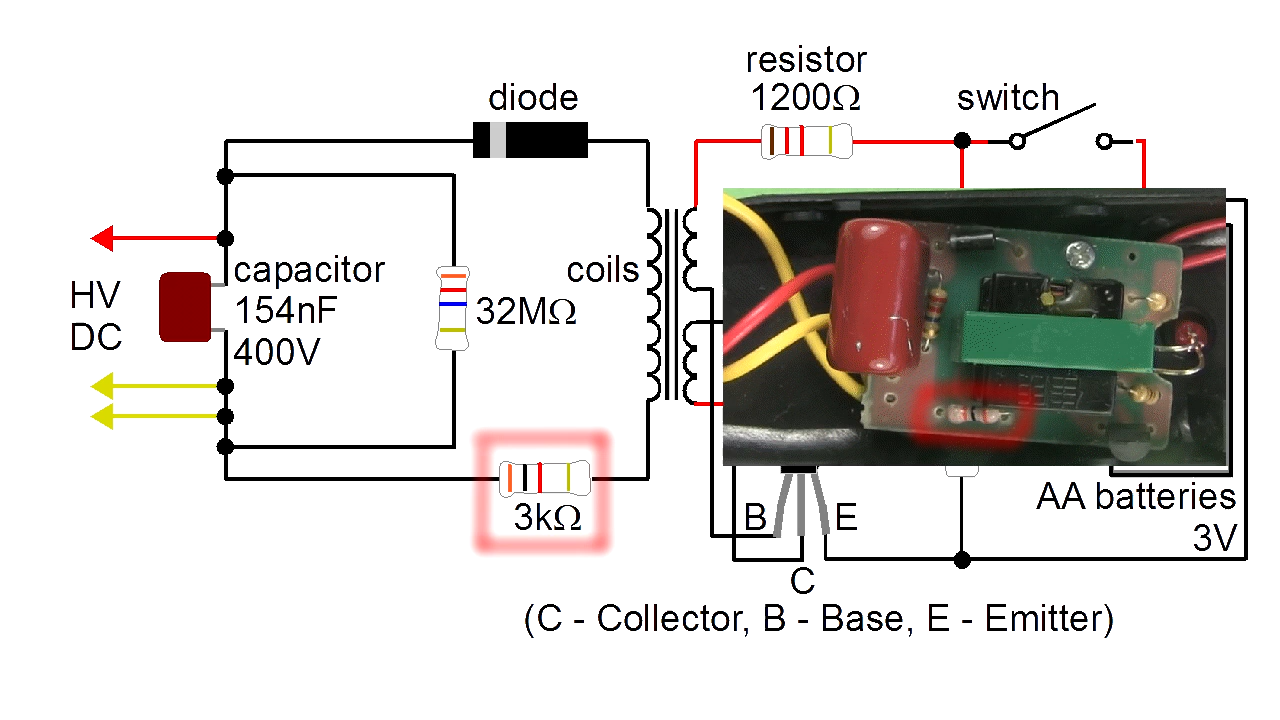 resistor
1200Ω
diode
switch
coils
capacitor
154nF
400V
HV
DC
32MΩ
3kΩ
B
E
C
AA batteries
3V
(C - Collector, B - Base, E - Emitter)